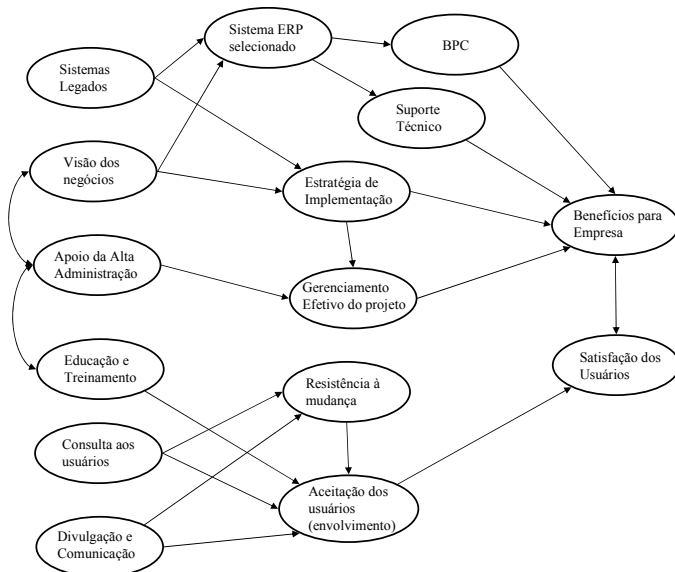 Sistema ERP
selecionado
BPC
Sistemas
Legados
Suporte
Técnico
Visão dos
negócios
Estratégia de
Implementação
Benefícios para
Empresa
Apoio da Alta
Administração
Gerenciamento
Efetivo do projeto
Educação e
Treinamento
Resistência à
mudança
Satisfação dos
Usuários
Consulta aos
usuários
Aceitação dos
usuários
(envolvimento)
Divulgação e
Comunicação